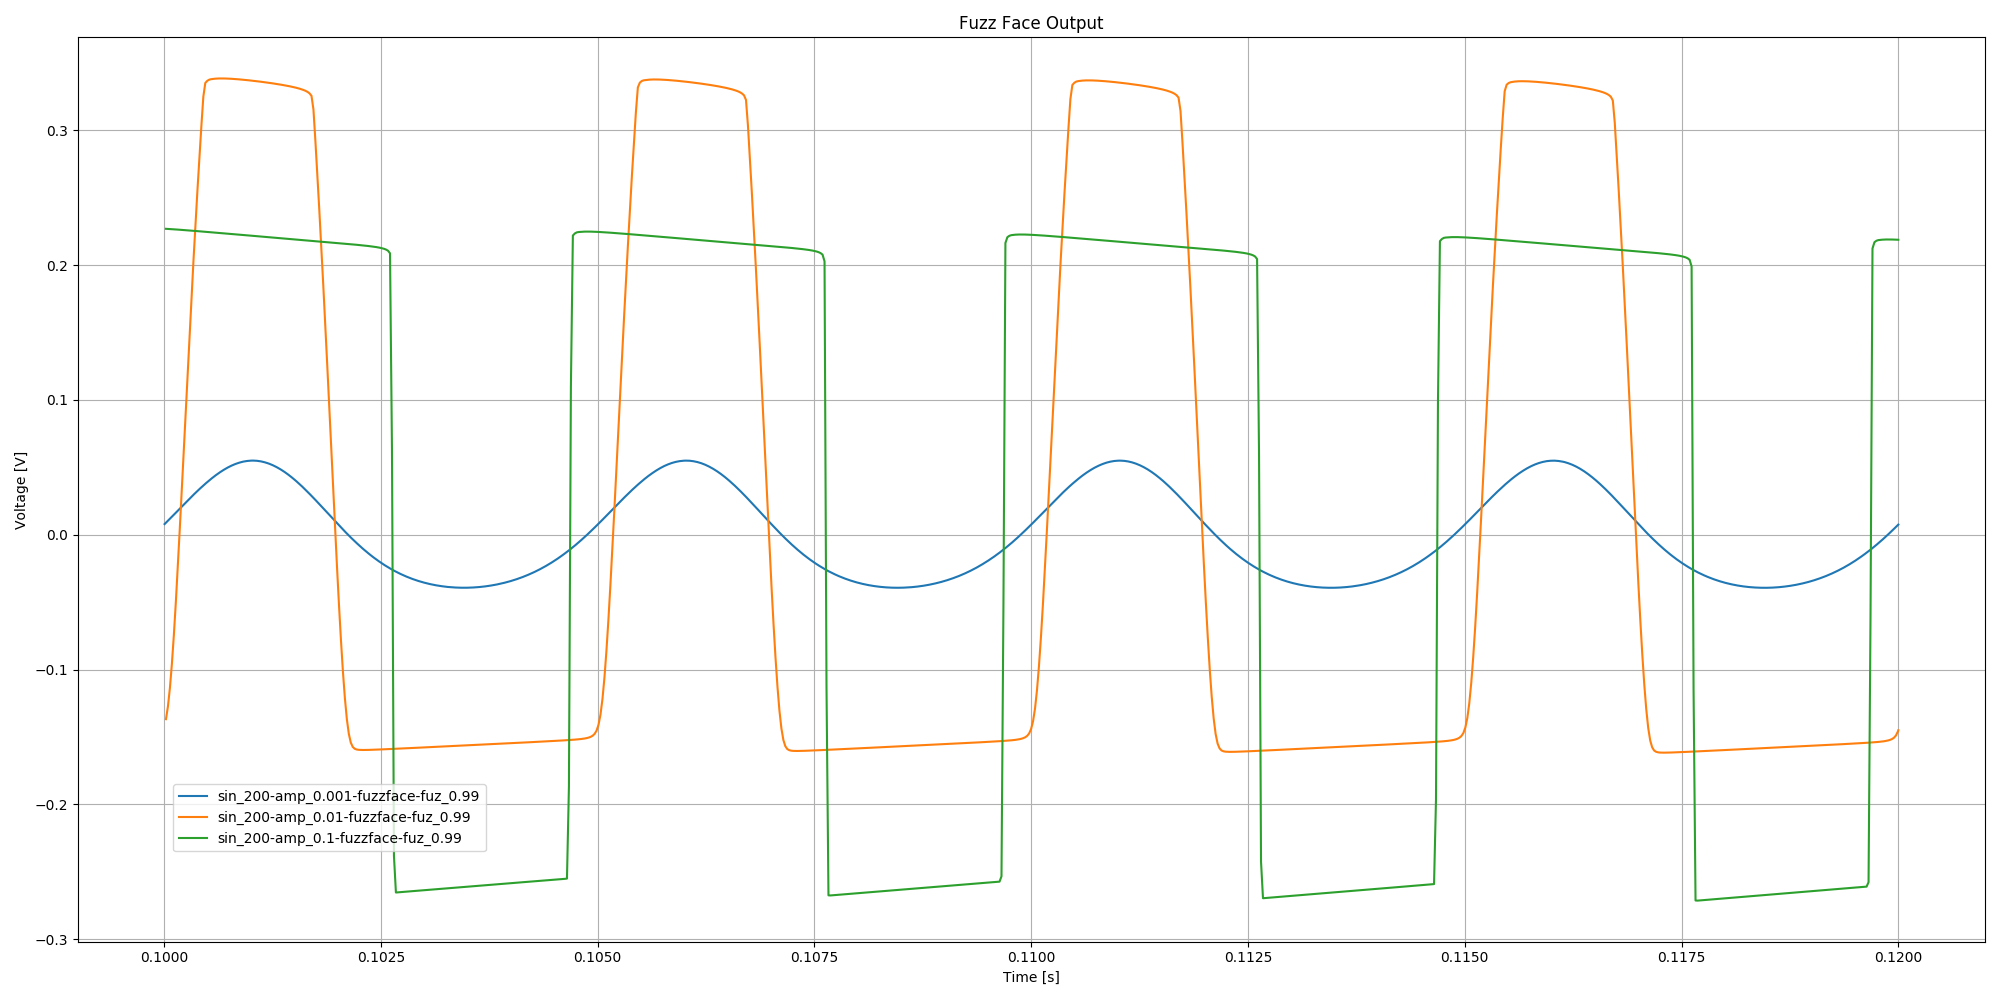 Fuzz Face Output
Voltage [V]
0.3
0.2
0.1
0.0
−0.1
−0.2
−0.3
sin_200-amp_0.001-fuzzface-fuz_0.99
sin_200-amp_0.01-fuzzface-fuz_0.99
sin_200-amp_0.1-fuzzface-fuz_0.99
0.1000 0.1025 0.1050 0.1075 0.1100 0.1125 0.1150 0.1175 0.1200
Time [s]